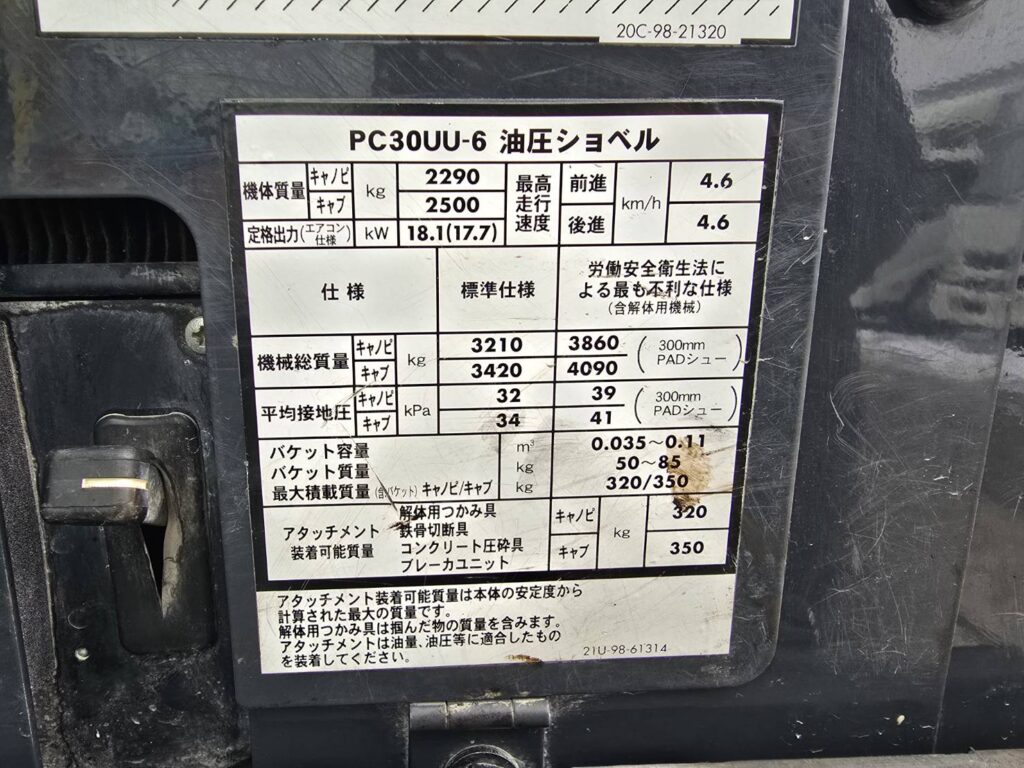 20C-98-21320
PC30UU-6 油圧ショベル
機体質量 キャノピ kg 2290
キャブ 2500
定格出力(エアコン仕様) kW 18.1(17.7)
最高走行速度 前進 km/h 4.6
後進 4.6
仕様 標準仕様 労働安全衛生法に
よる最も不利な仕様
(含解体用機械)
機械総質量 キャノピ kg 3210 3860 (300mm
キャブ 3420 4090 PADシュー)
平均接地圧 キャノピ kPa 32 39 (300mm
キャブ 34 41 PADシュー)
バケット容量 m³ 0.035〜0.11
バケット質量 kg 50〜85
最大積載質量(含バケット) キャノピ/キャブ kg 320/350
アタッチメント装着可能質量
解体用つかみ具
鉄骨切断具
コンクリート圧砕具
ブレーカユニット
キャノピ kg 320
キャブ 350
アタッチメント装着可能質量は本体の安定度から
計算された最大の質量です。
解体用つかみ具は掴んだ物の質量を含みます。
アタッチメントは油量、油圧等に適合したもの
を装着してください。
21U-98-61314